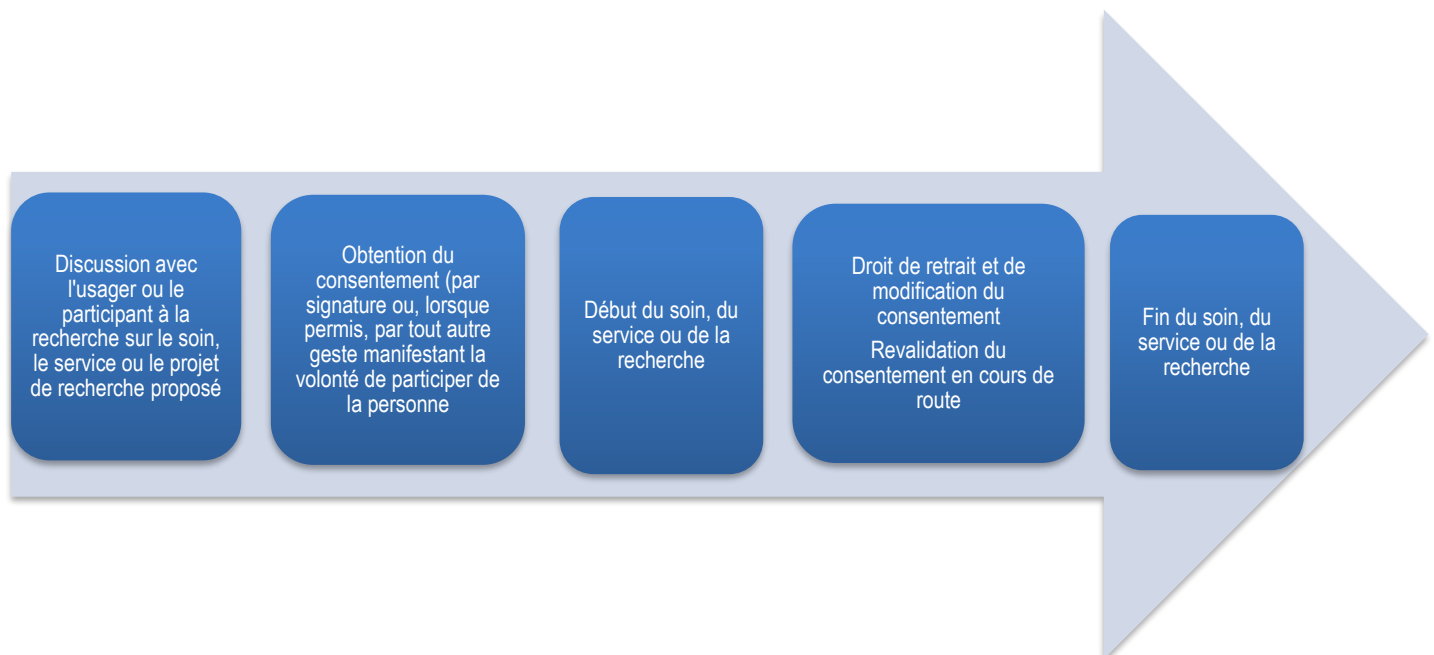 Discussion avec
l'usager ou le
participant à la
recherche sur le soin,
le service ou le projet
de recherche proposé
Obtention du
consentement (par
signature ou, lorsque
permis, par tout autre
geste manifestant la
volonté de participer de
la personne
Début du soin, du
service ou de la
recherche
Droit de retrait et de
modification du
consentement
Revalidation du
consentement en cours de
route
Fin du soin, du
service ou de la
recherche